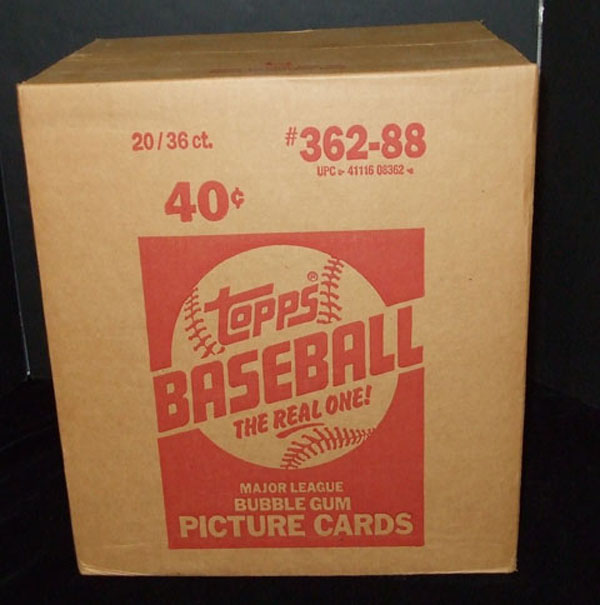 20/36 ct.
#362-88
UPC ▸ 41116 08362 ◂
40¢
topps®
BASEBALL
THE REAL ONE!
MAJOR LEAGUE
BUBBLE GUM
PICTURE CARDS